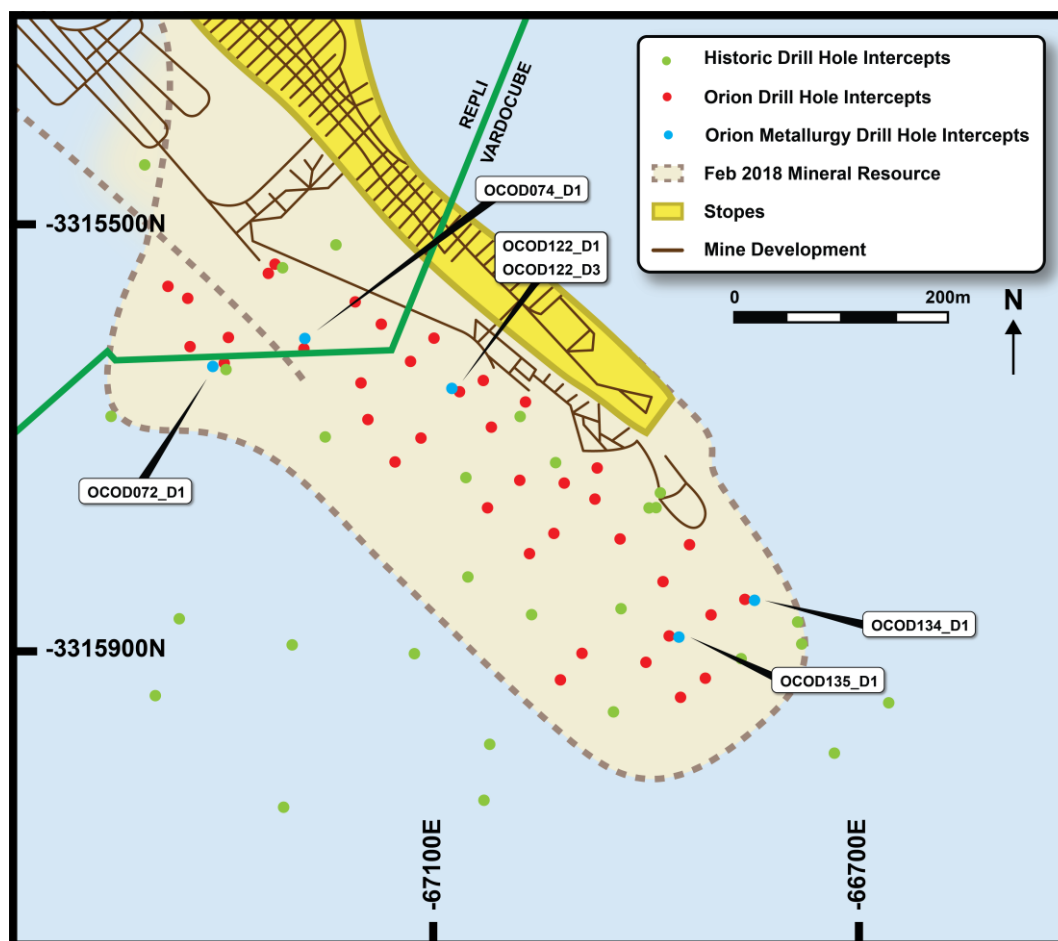 Historic Drill Hole Intercepts
Orion Drill Hole Intercepts
Orion Metallurgy Drill Hole Intercepts
Feb 2018 Mineral Resource
Stopes
Mine Development
0 200m
N
REPLI
VARDOCUBE
OCOD074_D1
-3315500N
OCOD122_D1
OCOD122_D3
OCOD072_D1
OCOD134_D1
-3315900N
OCOD135_D1
-67100E
-66700E